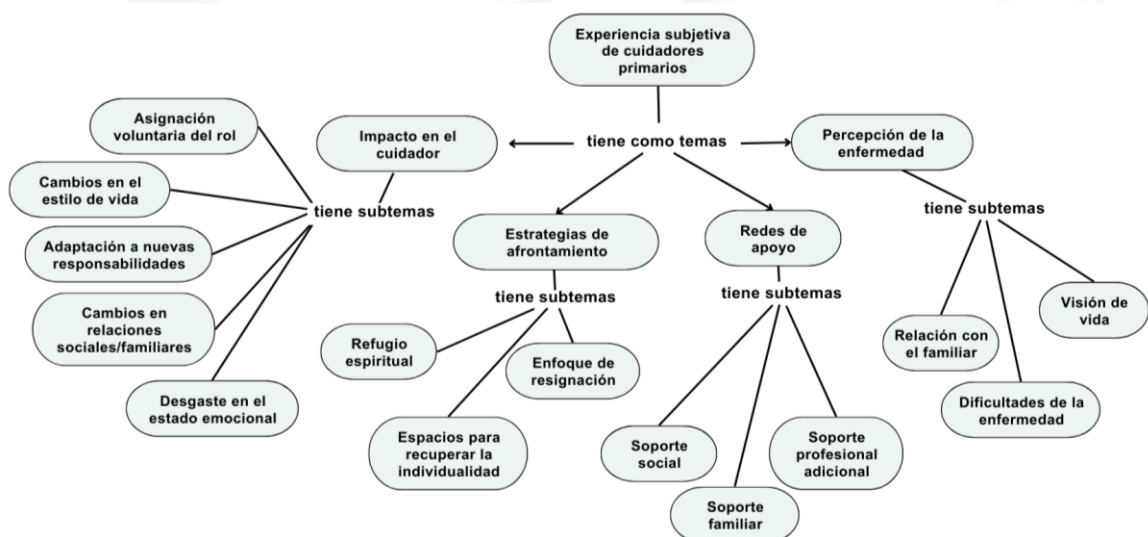 Experiencia subjetiva
de cuidadores
primarios
tiene como temas
Impacto en el
cuidador
tiene subtemas
Asignación
voluntaria del rol
Cambios en el
estilo de vida
Adaptación a nuevas
responsabilidades
Cambios en
relaciones
sociales/familiares
Desgaste en el
estado emocional
Estrategias de
afrontamiento
tiene subtemas
Refugio
espiritual
Espacios para
recuperar la
individualidad
Enfoque de
resignación
Redes de
apoyo
tiene subtemas
Soporte
social
Soporte
familiar
Soporte
profesional
adicional
Percepción de la
enfermedad
tiene subtemas
Relación con
el familiar
Dificultades de la
enfermedad
Visión de
vida